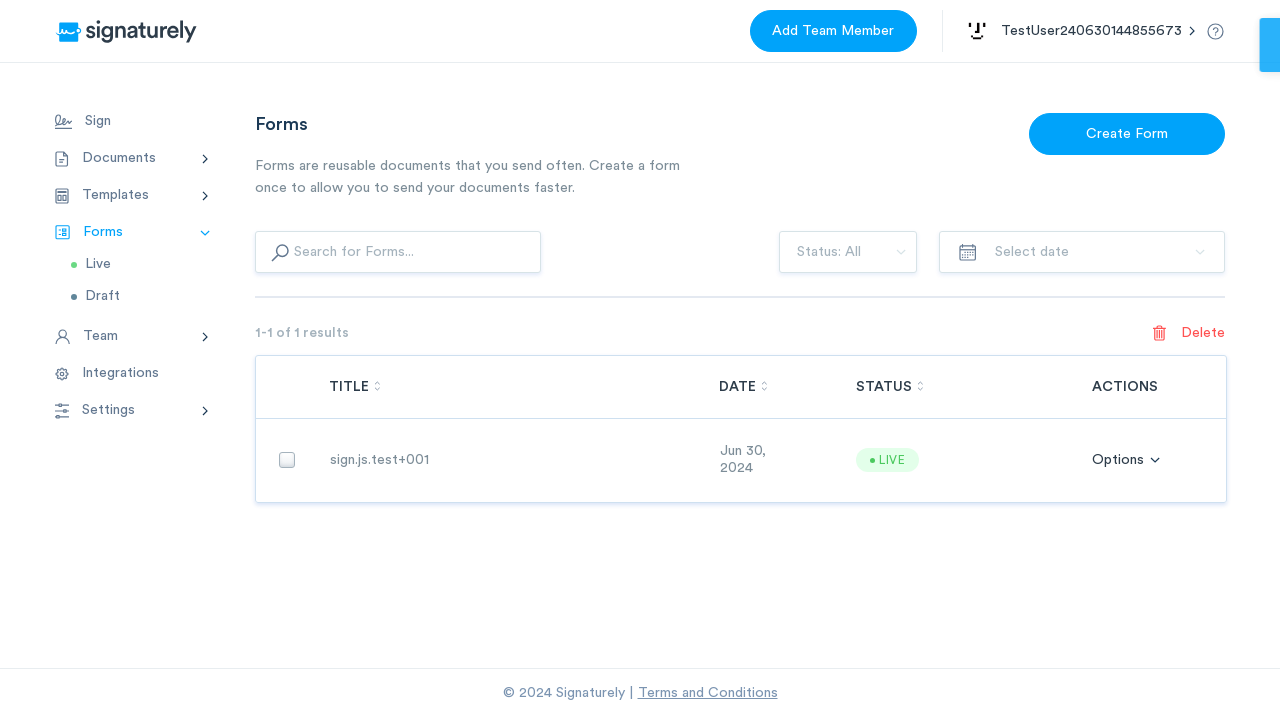 signaturely
Add Team Member
TestUser240630144855673
Sign
Documents
Templates
Forms
Live
Draft
Team
Integrations
Settings
Forms
Create Form
Forms are reusable documents that you send often. Create a form
once to allow you to send your documents faster.
Search for Forms...
Status: All
Select date
1-1 of 1 results
Delete
TITLE
DATE
STATUS
ACTIONS
sign.js.test+001
Jun 30,
2024
LIVE
Options
© 2024 Signaturely | Terms and Conditions